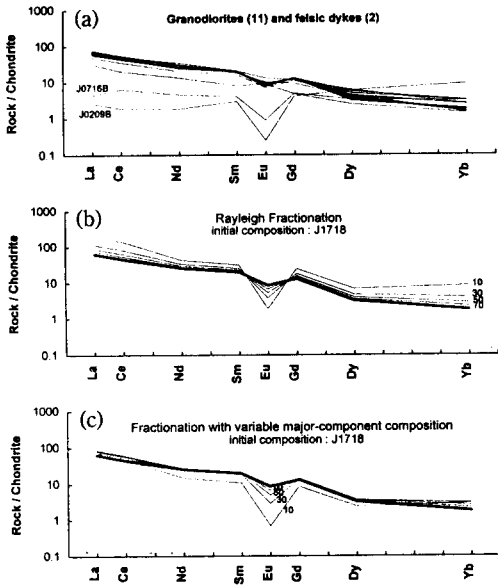 (a)
Granodiorites (11) and felsic dykes (2)
Rock / Chondrite
1000
100
10
1
0.1
J0716B
J0209B
La
Ce
Nd
Sm
Eu
Gd
Dy
Yb
(b)
Rayleigh Fractionation
initial composition : J1718
Rock / Chondrite
1000
100
10
1
0.1
10
30
70
La
Ce
Nd
Sm
Eu
Gd
Dy
Yb
(c)
Fractionation with variable major-component composition
initial composition : J1718
Rock / Chondrite
1000
100
10
1
0.1
50
30
10
La
Ce
Nd
Sm
Eu
Gd
Dy
Yb